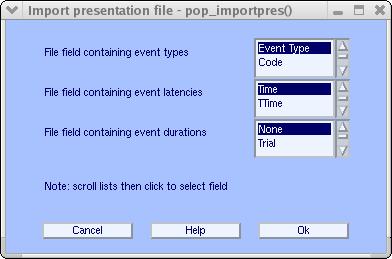 Import presentation file - pop_importpres()
File field containing event types
Event Type
Code
File field containing event latencies
Time
TTime
File field containing event durations
None
Trial
Note: scroll lists then click to select field
Cancel
Help
Ok